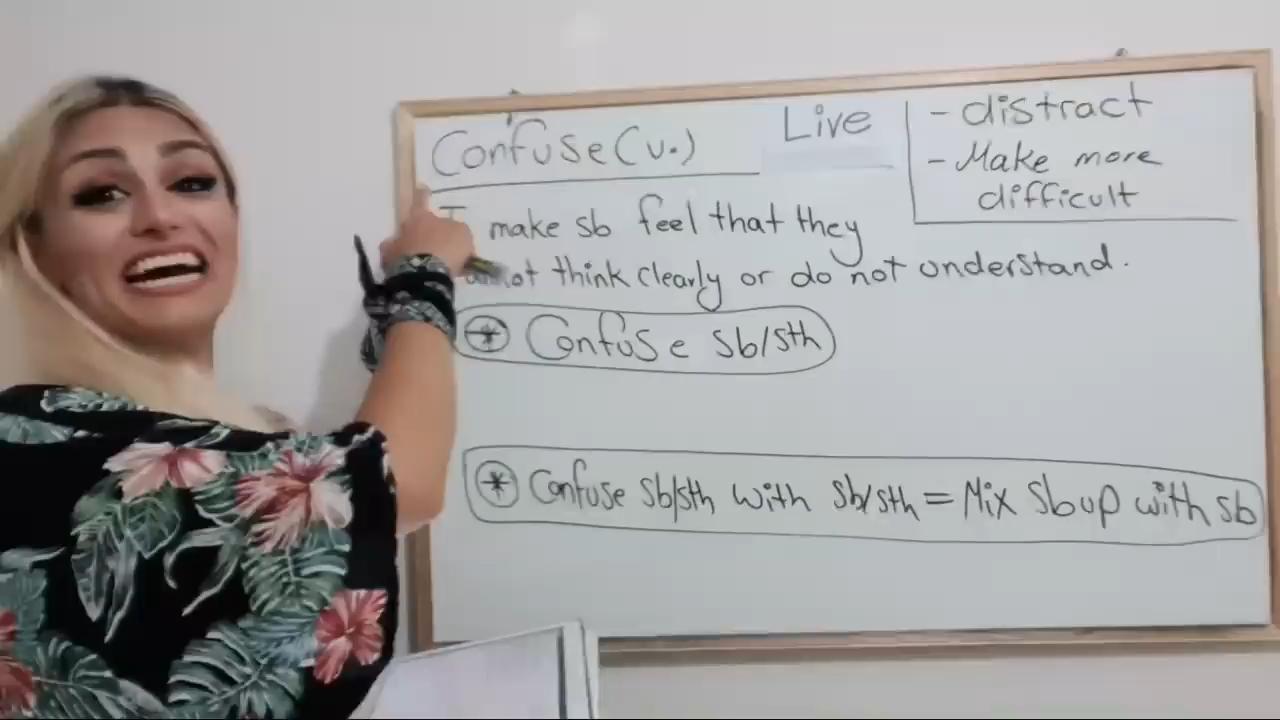 Confuse (v.)
Live
- distract
- Make more
difficult
make sb feel that they
not think clearly or do not understand.
* Confuse sb/sth
* Confuse sb/sth with sb/sth = Mix sb up with sb